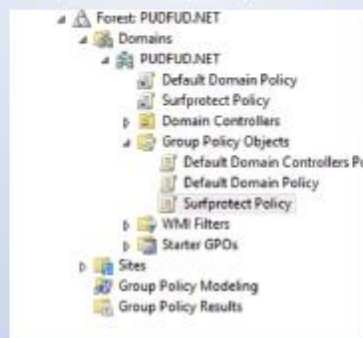 Forest: PUDFUD.NET
Domains
PUDFUD.NET
Default Domain Policy
Surfprotect Policy
Domain Controllers
Group Policy Objects
Default Domain Controllers Po
Default Domain Policy
Surfprotect Policy
WMI Filters
Starter GPOs
Sites
Group Policy Modeling
Group Policy Results